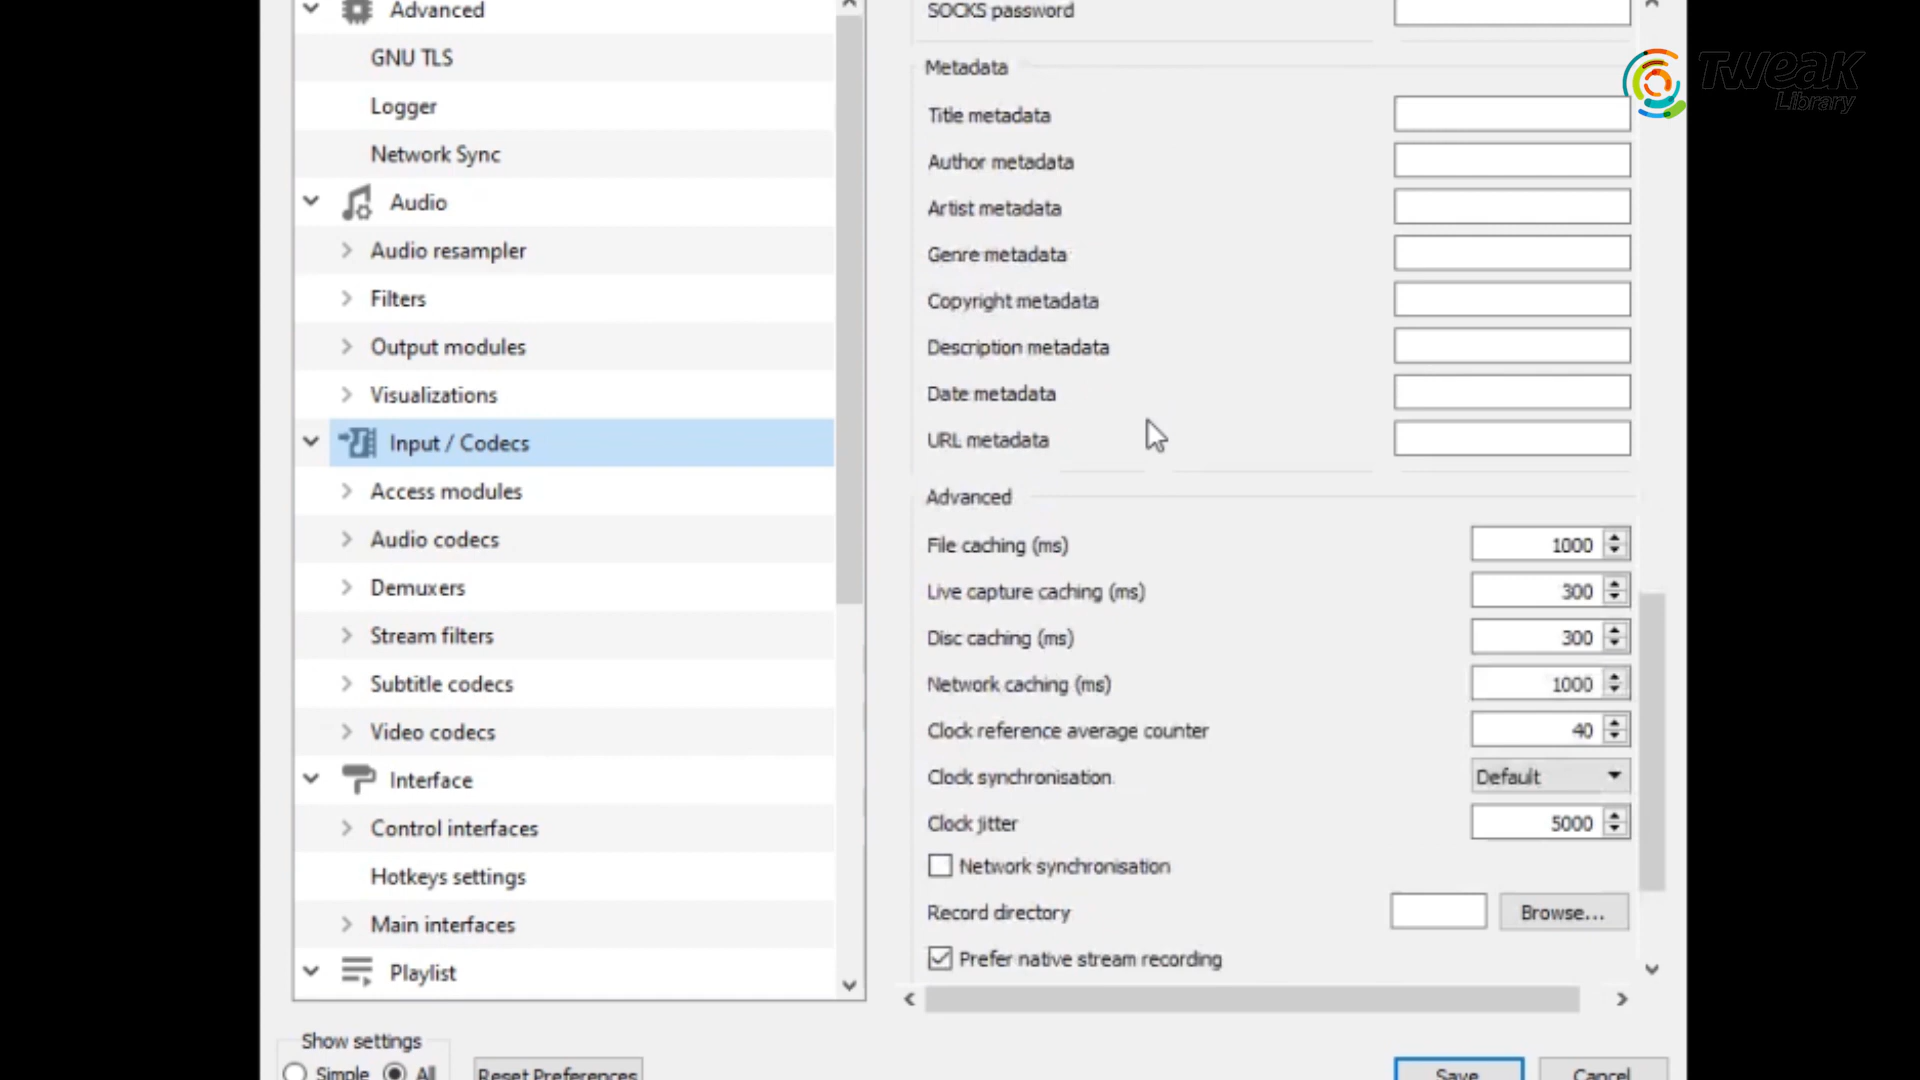 Advanced
GNU TLS
Logger
Network Sync
Audio
Audio resampler
Filters
Output modules
Visualizations
Input / Codecs
Access modules
Audio codecs
Demuxers
Stream filters
Subtitle codecs
Video codecs
Interface
Control interfaces
Hotkeys settings
Main interfaces
Playlist
Show settings
Simple All
Reset Preferences
SOCKS password
Metadata
Title metadata
Author metadata
Artist metadata
Genre metadata
Copyright metadata
Description metadata
Date metadata
URL metadata
Advanced
File caching (ms) 1000
Live capture caching (ms) 300
Disc caching (ms) 300
Network caching (ms) 1000
Clock reference average counter 40
Clock synchronisation Default
Clock jitter 5000
Network synchronisation
Record directory Browse...
Prefer native stream recording
Save Cancel
Tweak
Library